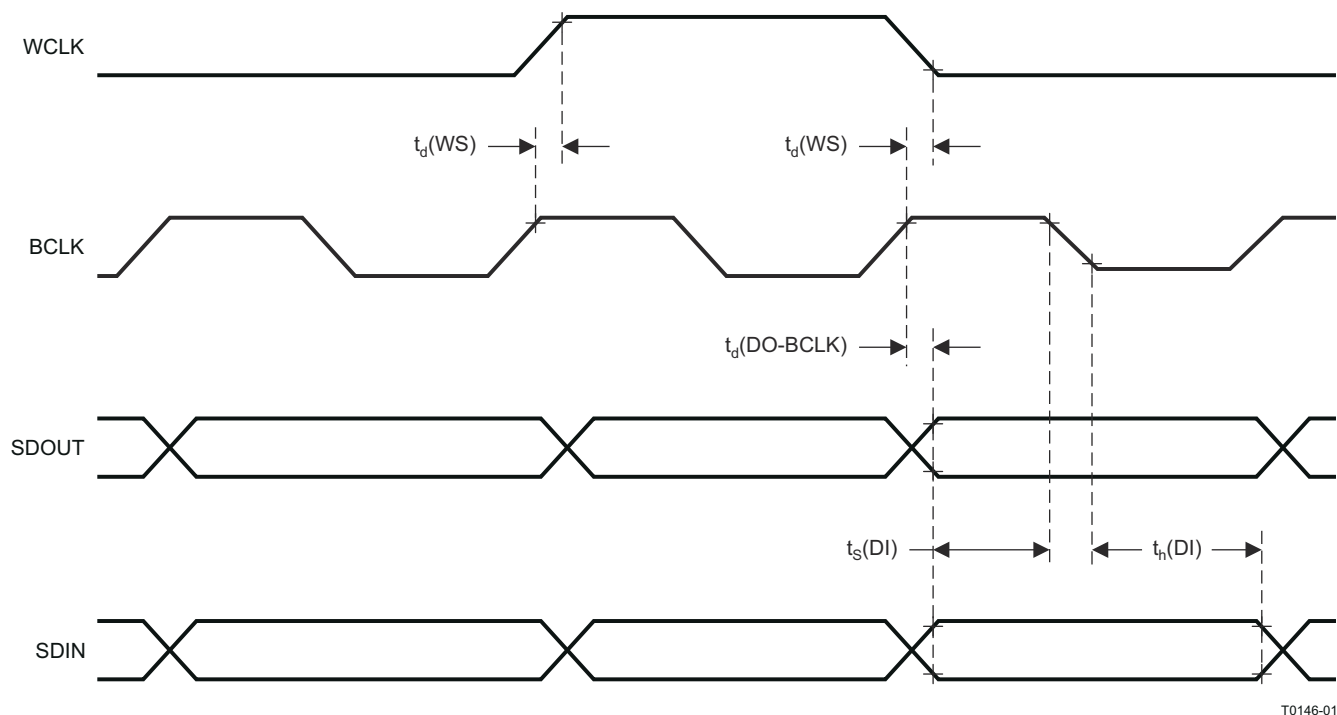 WCLK
td(WS) td(WS)
BCLK
td(DO-BCLK)
SDOUT
tS(DI) th(DI)
SDIN
T0146-01